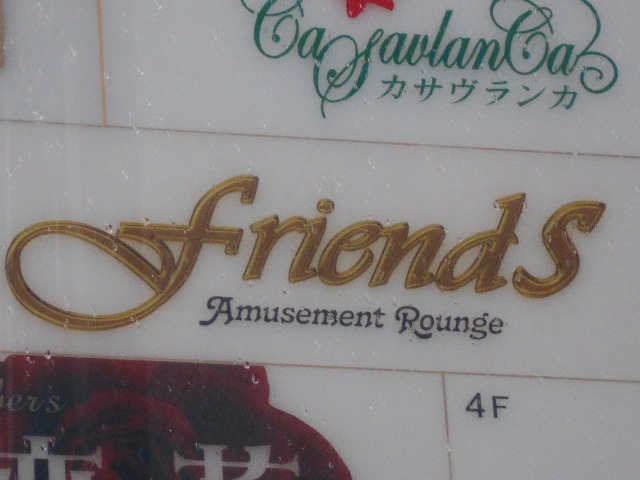 CasavlanCa
カサヴランカ
friends
Amusement Rounge
4F